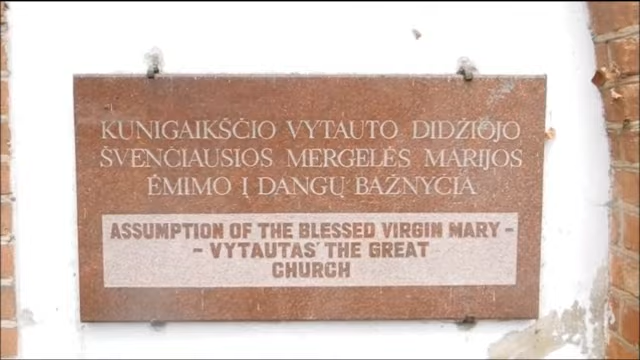 KUNIGAIKŠČIO VYTAUTO DIDŽIOJO
ŠVENČIAUSIOS MERGELĖS MARIJOS
ĖMIMO Į DANGŲ BAŽNYČIA
ASSUMPTION OF THE BLESSED VIRGIN MARY -
- VYTAUTAS' THE GREAT
CHURCH